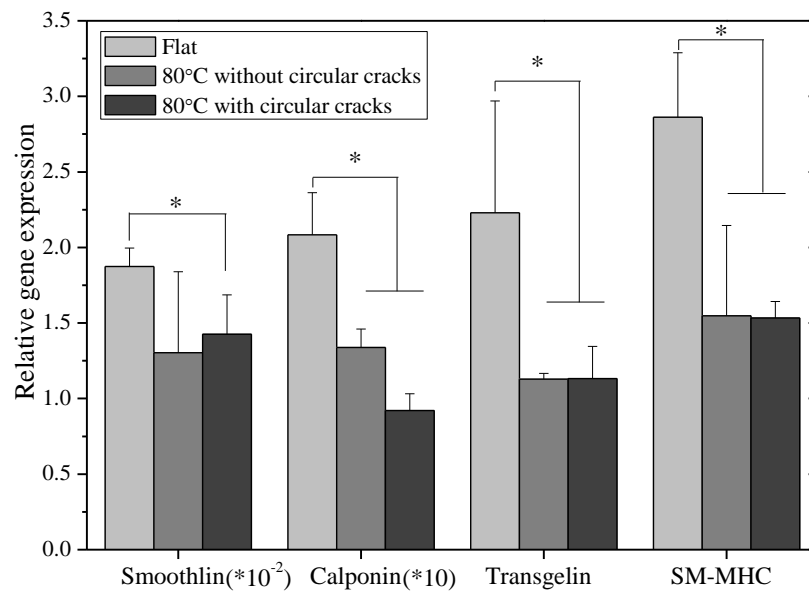 Relative gene expression
3.5
3.0
2.5
2.0
1.5
1.0
0.5
0.0
Flat
80°C without circular cracks
80°C with circular cracks
*
*
*
*
Smoothlin(*10⁻²) Calponin(*10) Transgelin SM-MHC